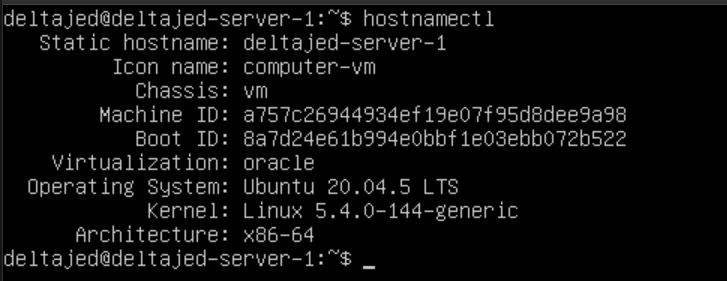 deltajed@deltajed-server-1:~$ hostnamectl
Static hostname: deltajed-server-1
Icon name: computer-vm
Chassis: vm
Machine ID: a757c26944934ef19e07f95d8dee9a98
Boot ID: 8a7d24e61b994e0bbf1e03ebb072b522
Virtualization: oracle
Operating System: Ubuntu 20.04.5 LTS
Kernel: Linux 5.4.0-144-generic
Architecture: x86-64
deltajed@deltajed-server-1:~$ _